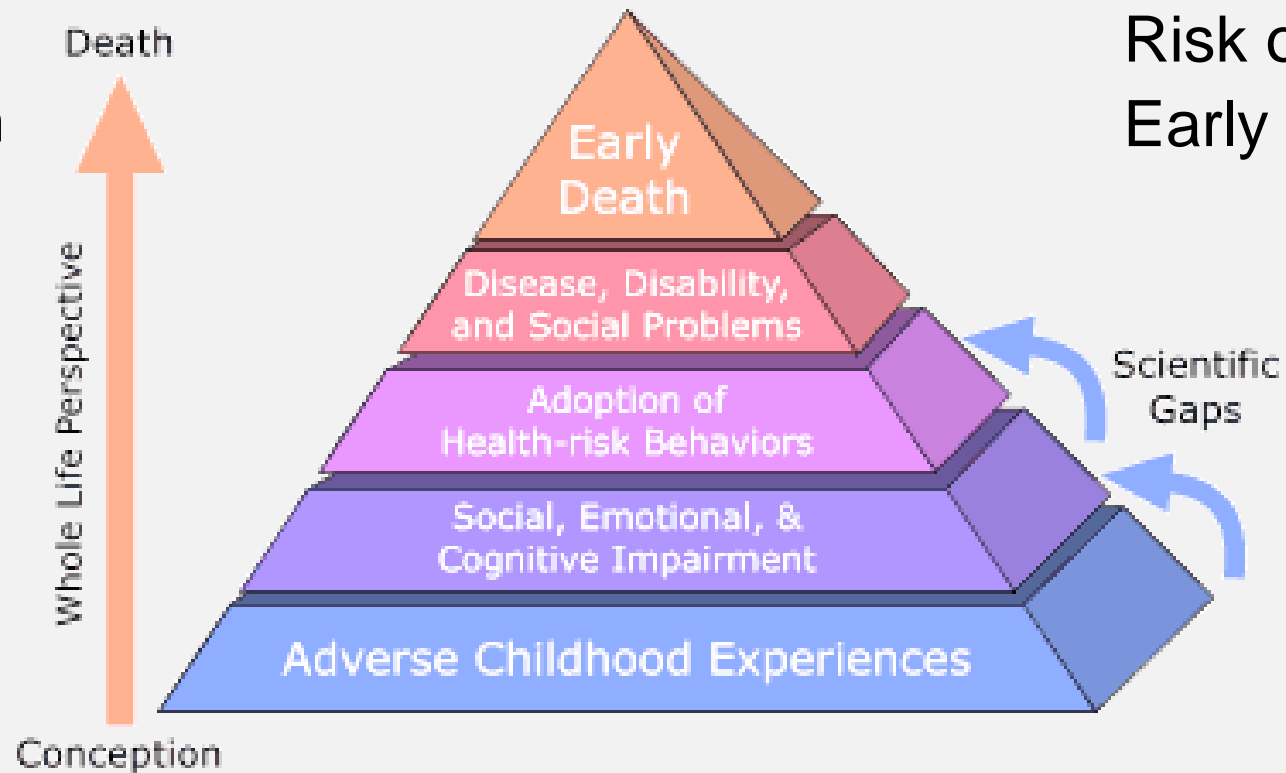 Death
Risk
Early
Early
Death
Disease, Disability,
and Social Problems
Adoption of
Health-risk Behaviors
Social, Emotional, &
Cognitive Impairment
Adverse Childhood Experiences
Scientific
Gaps
Whole Life Perspective
Conception